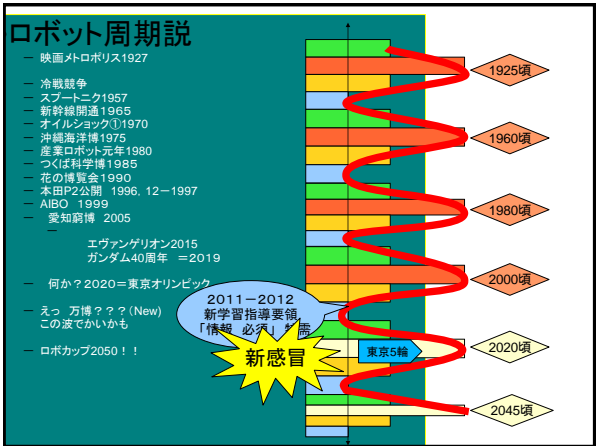 ロボット周期説
― 映画メトロポリス1927
― 冷戦競争
― スプートニク1957
― 新幹線開通1965
― オイルショック①1970
― 沖縄海洋博1975
― 産業ロボット元年1980
― つくば科学博1985
― 花の博覧会1990
― 本田P2公開 1996，12－1997
― AIBO 1999
― 愛知窮博 2005
―
エヴァンゲリオン2015
ガンダム40周年 ＝2019
― 何か？2020＝東京オリンピック
― えっ 万博？？？（New）
この波でかいかも
― ロボカップ2050！！
2011－2012
新学習指導要領
「情報 必須」 特需
新感冒
東京5輪
1925頃
1960頃
1980頃
2000頃
2020頃
2045頃